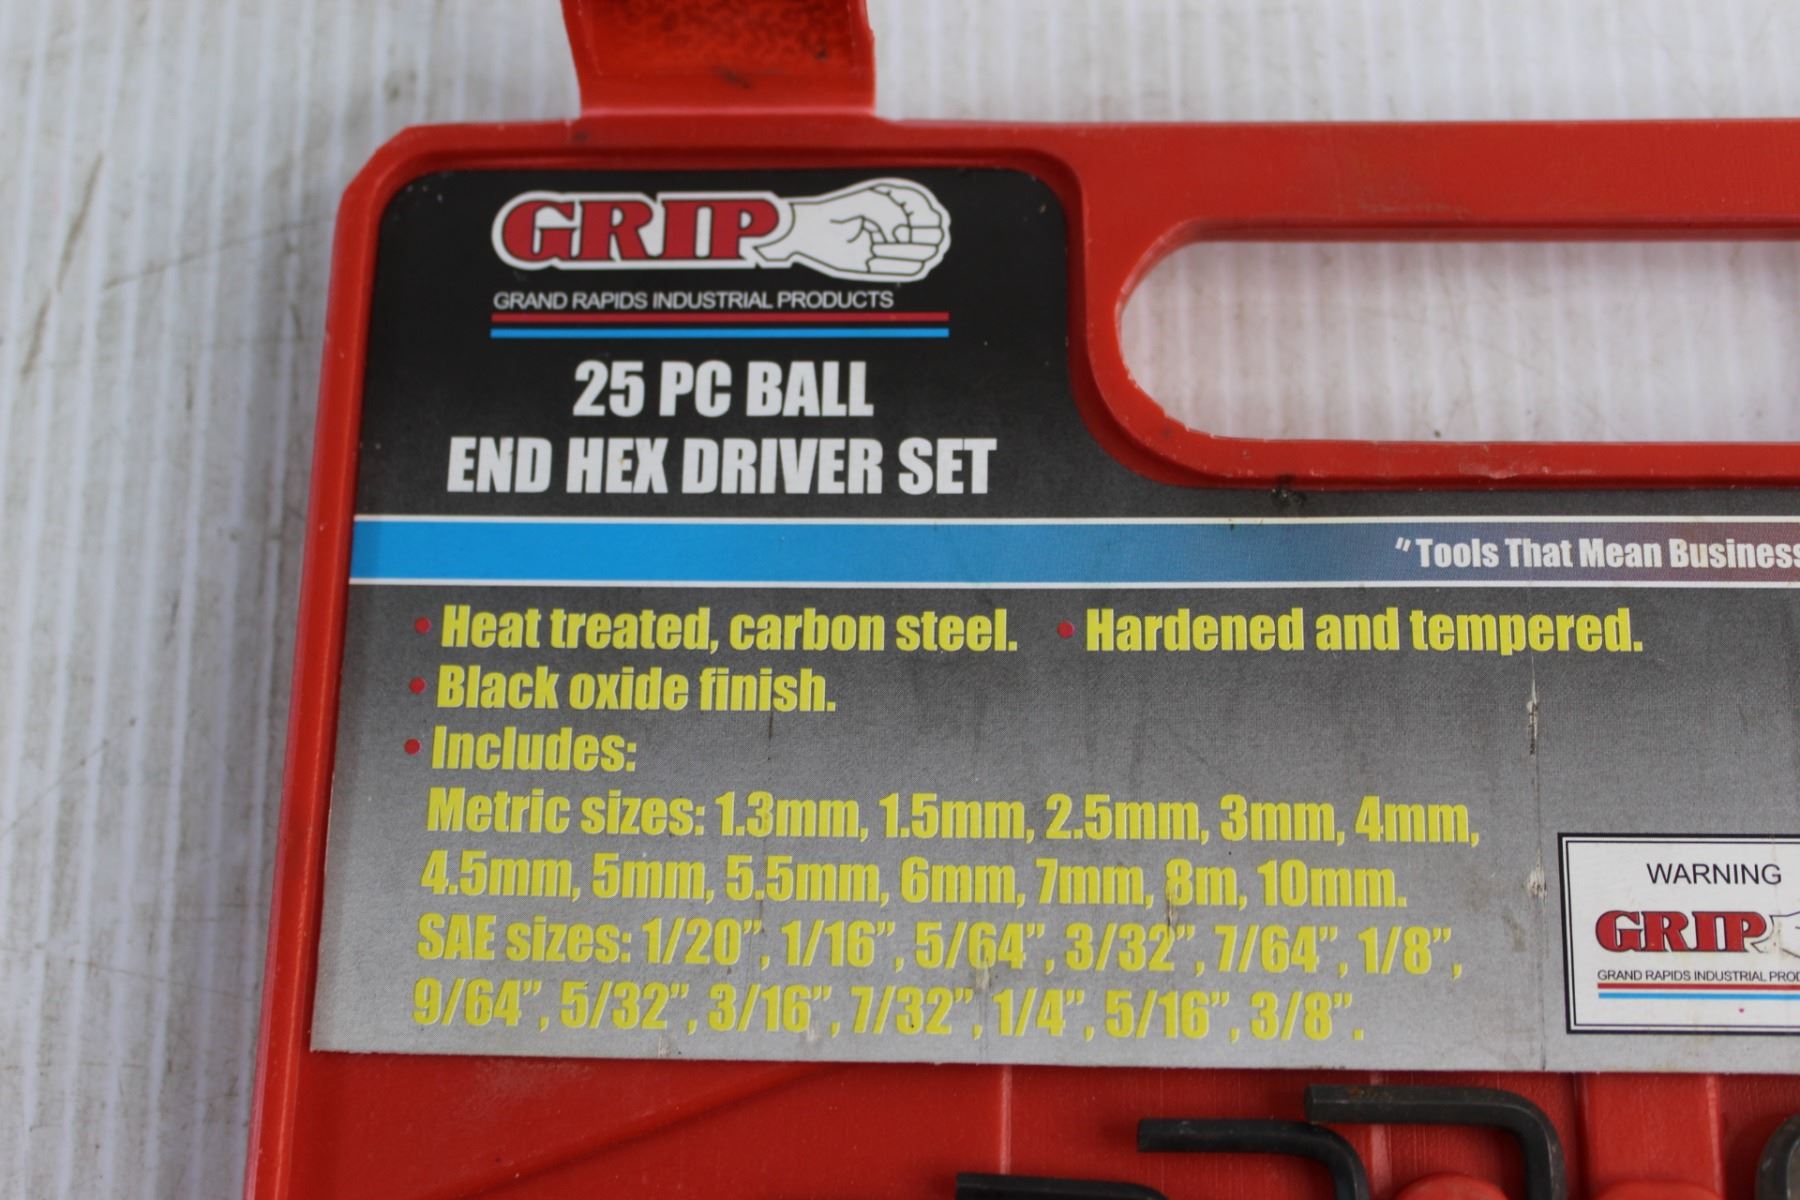 GRIP
GRAND RAPIDS INDUSTRIAL PRODUCTS
25 PC BALL
END HEX DRIVER SET
"Tools That Mean Business
• Heat treated, carbon steel. • Hardened and tempered.
• Black oxide finish.
• Includes:
Metric sizes: 1.3mm, 1.5mm, 2.5mm, 3mm, 4mm,
4.5mm, 5mm, 5.5mm, 6mm, 7mm, 8m, 10mm.
SAE sizes: 1/20”, 1/16”, 5/64”, 3/32”, 7/64”, 1/8”,
9/64”, 5/32”, 3/16”, 7/32”, 1/4”, 5/16”, 3/8”.
WARNING
GRIP
GRAND RAPIDS INDUSTRIAL